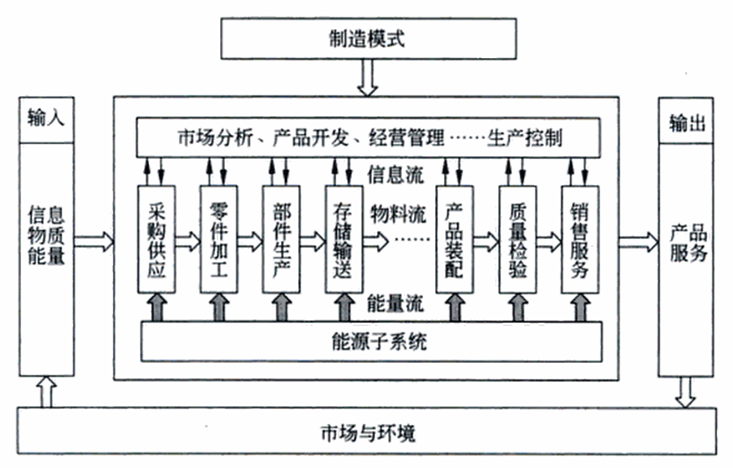 制造模式
输入
信息
物质
能量
市场分析、产品开发、经营管理……生产控制
信息流
采购供应
零件加工
部件生产
存储输送
物料流
……
产品装配
质量检验
销售服务
能量流
能源子系统
输出
产品
服务
市场与环境